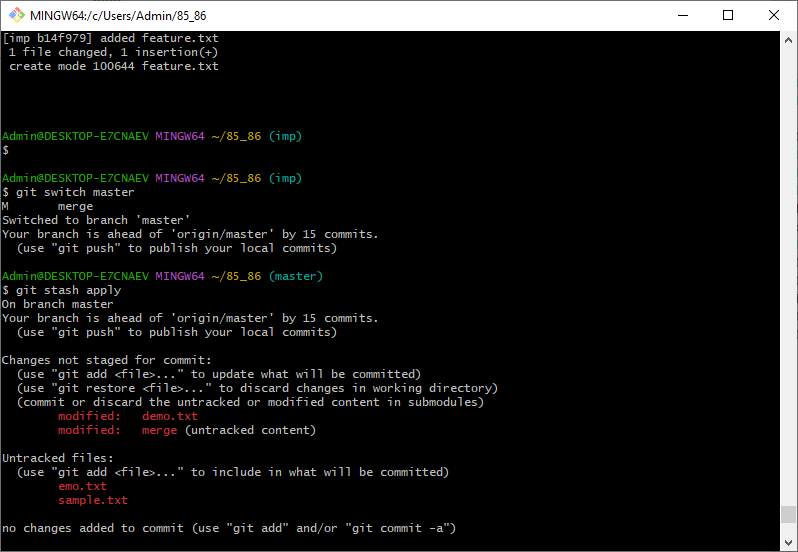 MINGW64:/c/Users/Admin/85_86
[imp b14f979] added feature.txt
 1 file changed, 1 insertion(+)
 create mode 100644 feature.txt
Admin@DESKTOP-E7CNAEV MINGW64 ~/85_86 (imp)
$
Admin@DESKTOP-E7CNAEV MINGW64 ~/85_86 (imp)
$ git switch master
M       merge
Switched to branch 'master'
Your branch is ahead of 'origin/master' by 15 commits.
  (use "git push" to publish your local commits)
Admin@DESKTOP-E7CNAEV MINGW64 ~/85_86 (master)
$ git stash apply
On branch master
Your branch is ahead of 'origin/master' by 15 commits.
  (use "git push" to publish your local commits)
Changes not staged for commit:
  (use "git add <file>..." to update what will be committed)
  (use "git restore <file>..." to discard changes in working directory)
  (commit or discard the untracked or modified content in submodules)
        modified:   demo.txt
        modified:   merge (untracked content)
Untracked files:
  (use "git add <file>..." to include in what will be committed)
        emo.txt
        sample.txt
no changes added to commit (use "git add" and/or "git commit -a")